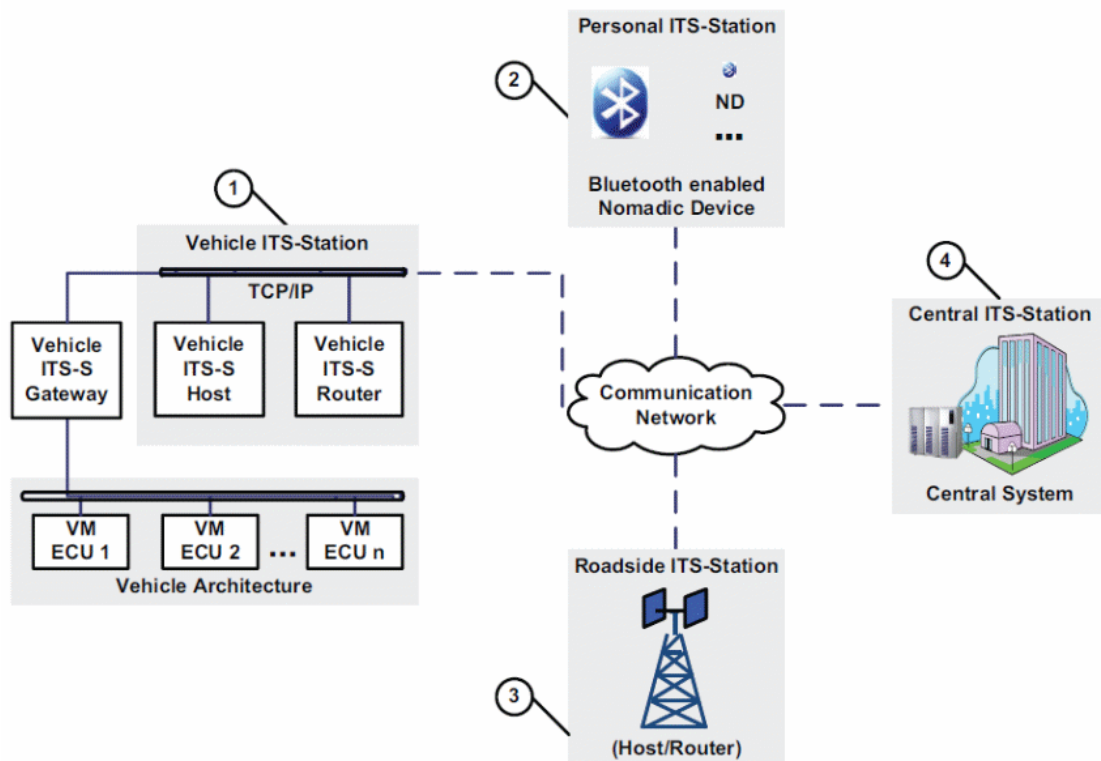 Personal ITS-Station
2
ND
...
Bluetooth enabled
Nomadic Device
1
Vehicle ITS-Station
TCP/IP
Vehicle
ITS-S
Gateway
Vehicle
ITS-S
Host
Vehicle
ITS-S
Router
4
Central ITS-Station
Central System
Communication
Network
VM
ECU 1
VM
ECU 2
...
VM
ECU n
Vehicle Architecture
Roadside ITS-Station
3
(Host/Router)